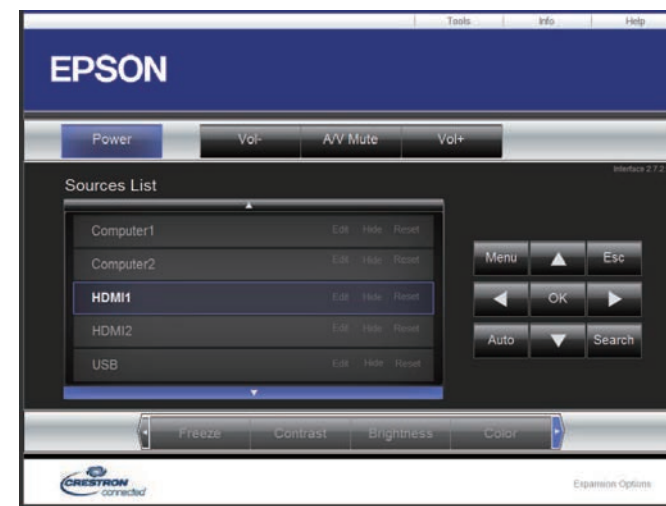 Tools Info Help
EPSON
Power Vol- A/V Mute Vol+
Interface 2.7.2
Sources List
Computer1 Edit Hide Reset
Computer2 Edit Hide Reset
HDMI1 Edit Hide Reset
HDMI2 Edit Hide Reset
USB Edit Hide Reset
Menu Esc
OK
Auto Search
Freeze Contrast Brightness Color
CRESTRON
connected
Expansion Options